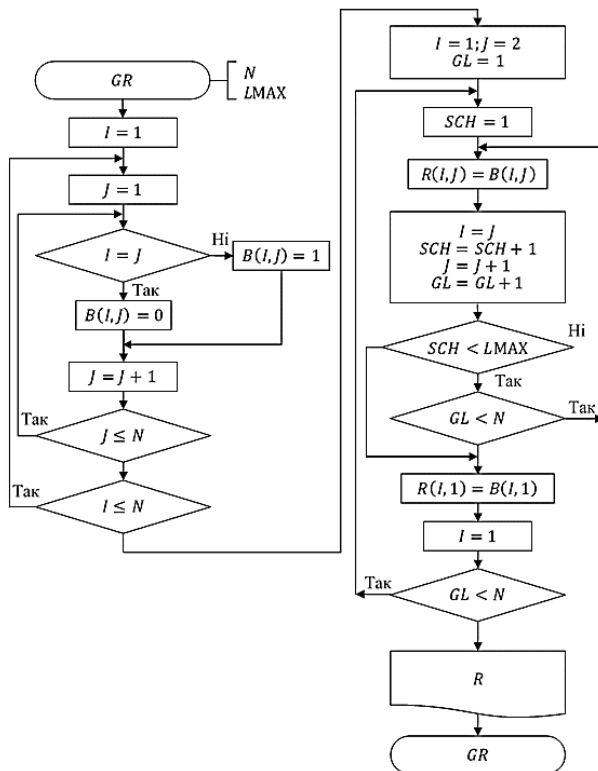 GR
N
LMAX
I = 1
J = 1
I = J
Ні
B(I,J) = 1
Так
B(I,J) = 0
J = J + 1
Так
J ≤ N
Так
I ≤ N
I = 1; J = 2
GL = 1
SCH = 1
R(I,J) = B(I,J)
I = J
SCH = SCH + 1
J = J + 1
GL = GL + 1
Ні
SCH < LMAX
Так
GL < N
Так
R(I,1) = B(I,1)
I = 1
Так
GL < N
R
GR